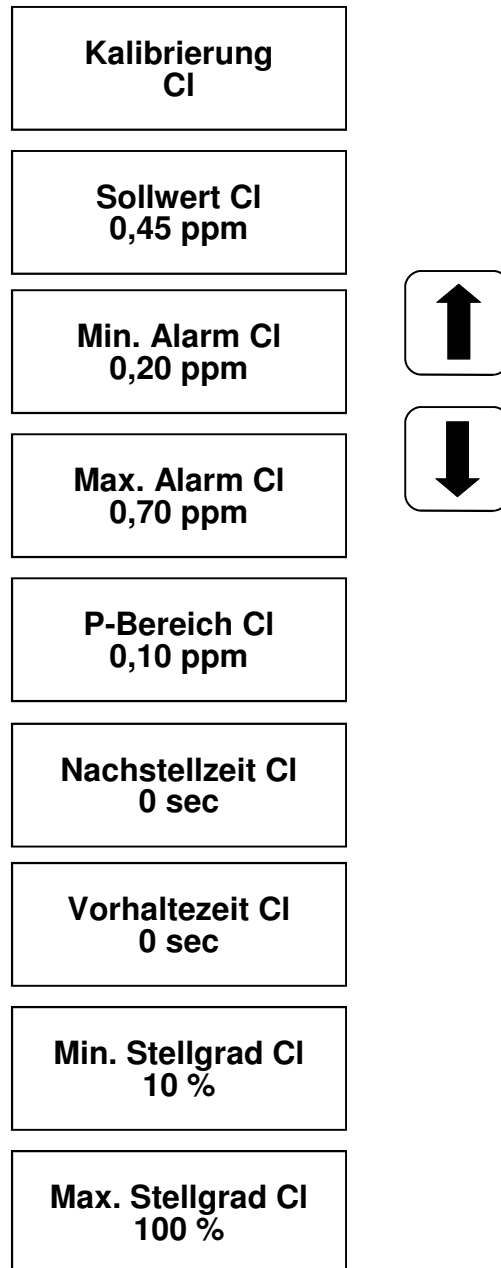 Kalibrierung
Cl
Sollwert Cl
0,45 ppm
Min. Alarm Cl
0,20 ppm
Max. Alarm Cl
0,70 ppm
P-Bereich Cl
0,10 ppm
Nachstellzeit Cl
0 sec
Vorhaltezeit Cl
0 sec
Min. Stellgrad Cl
10 %
Max. Stellgrad Cl
100 %